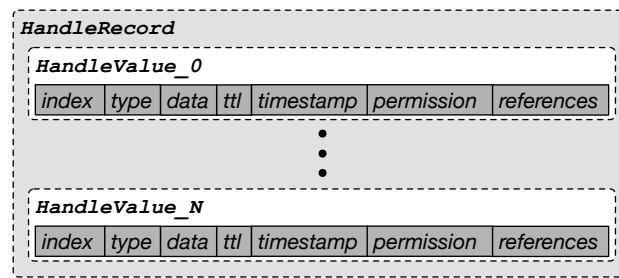 HandleRecord
HandleValue_0
index type data ttl timestamp permission references
HandleValue_N
index type data ttl timestamp permission references